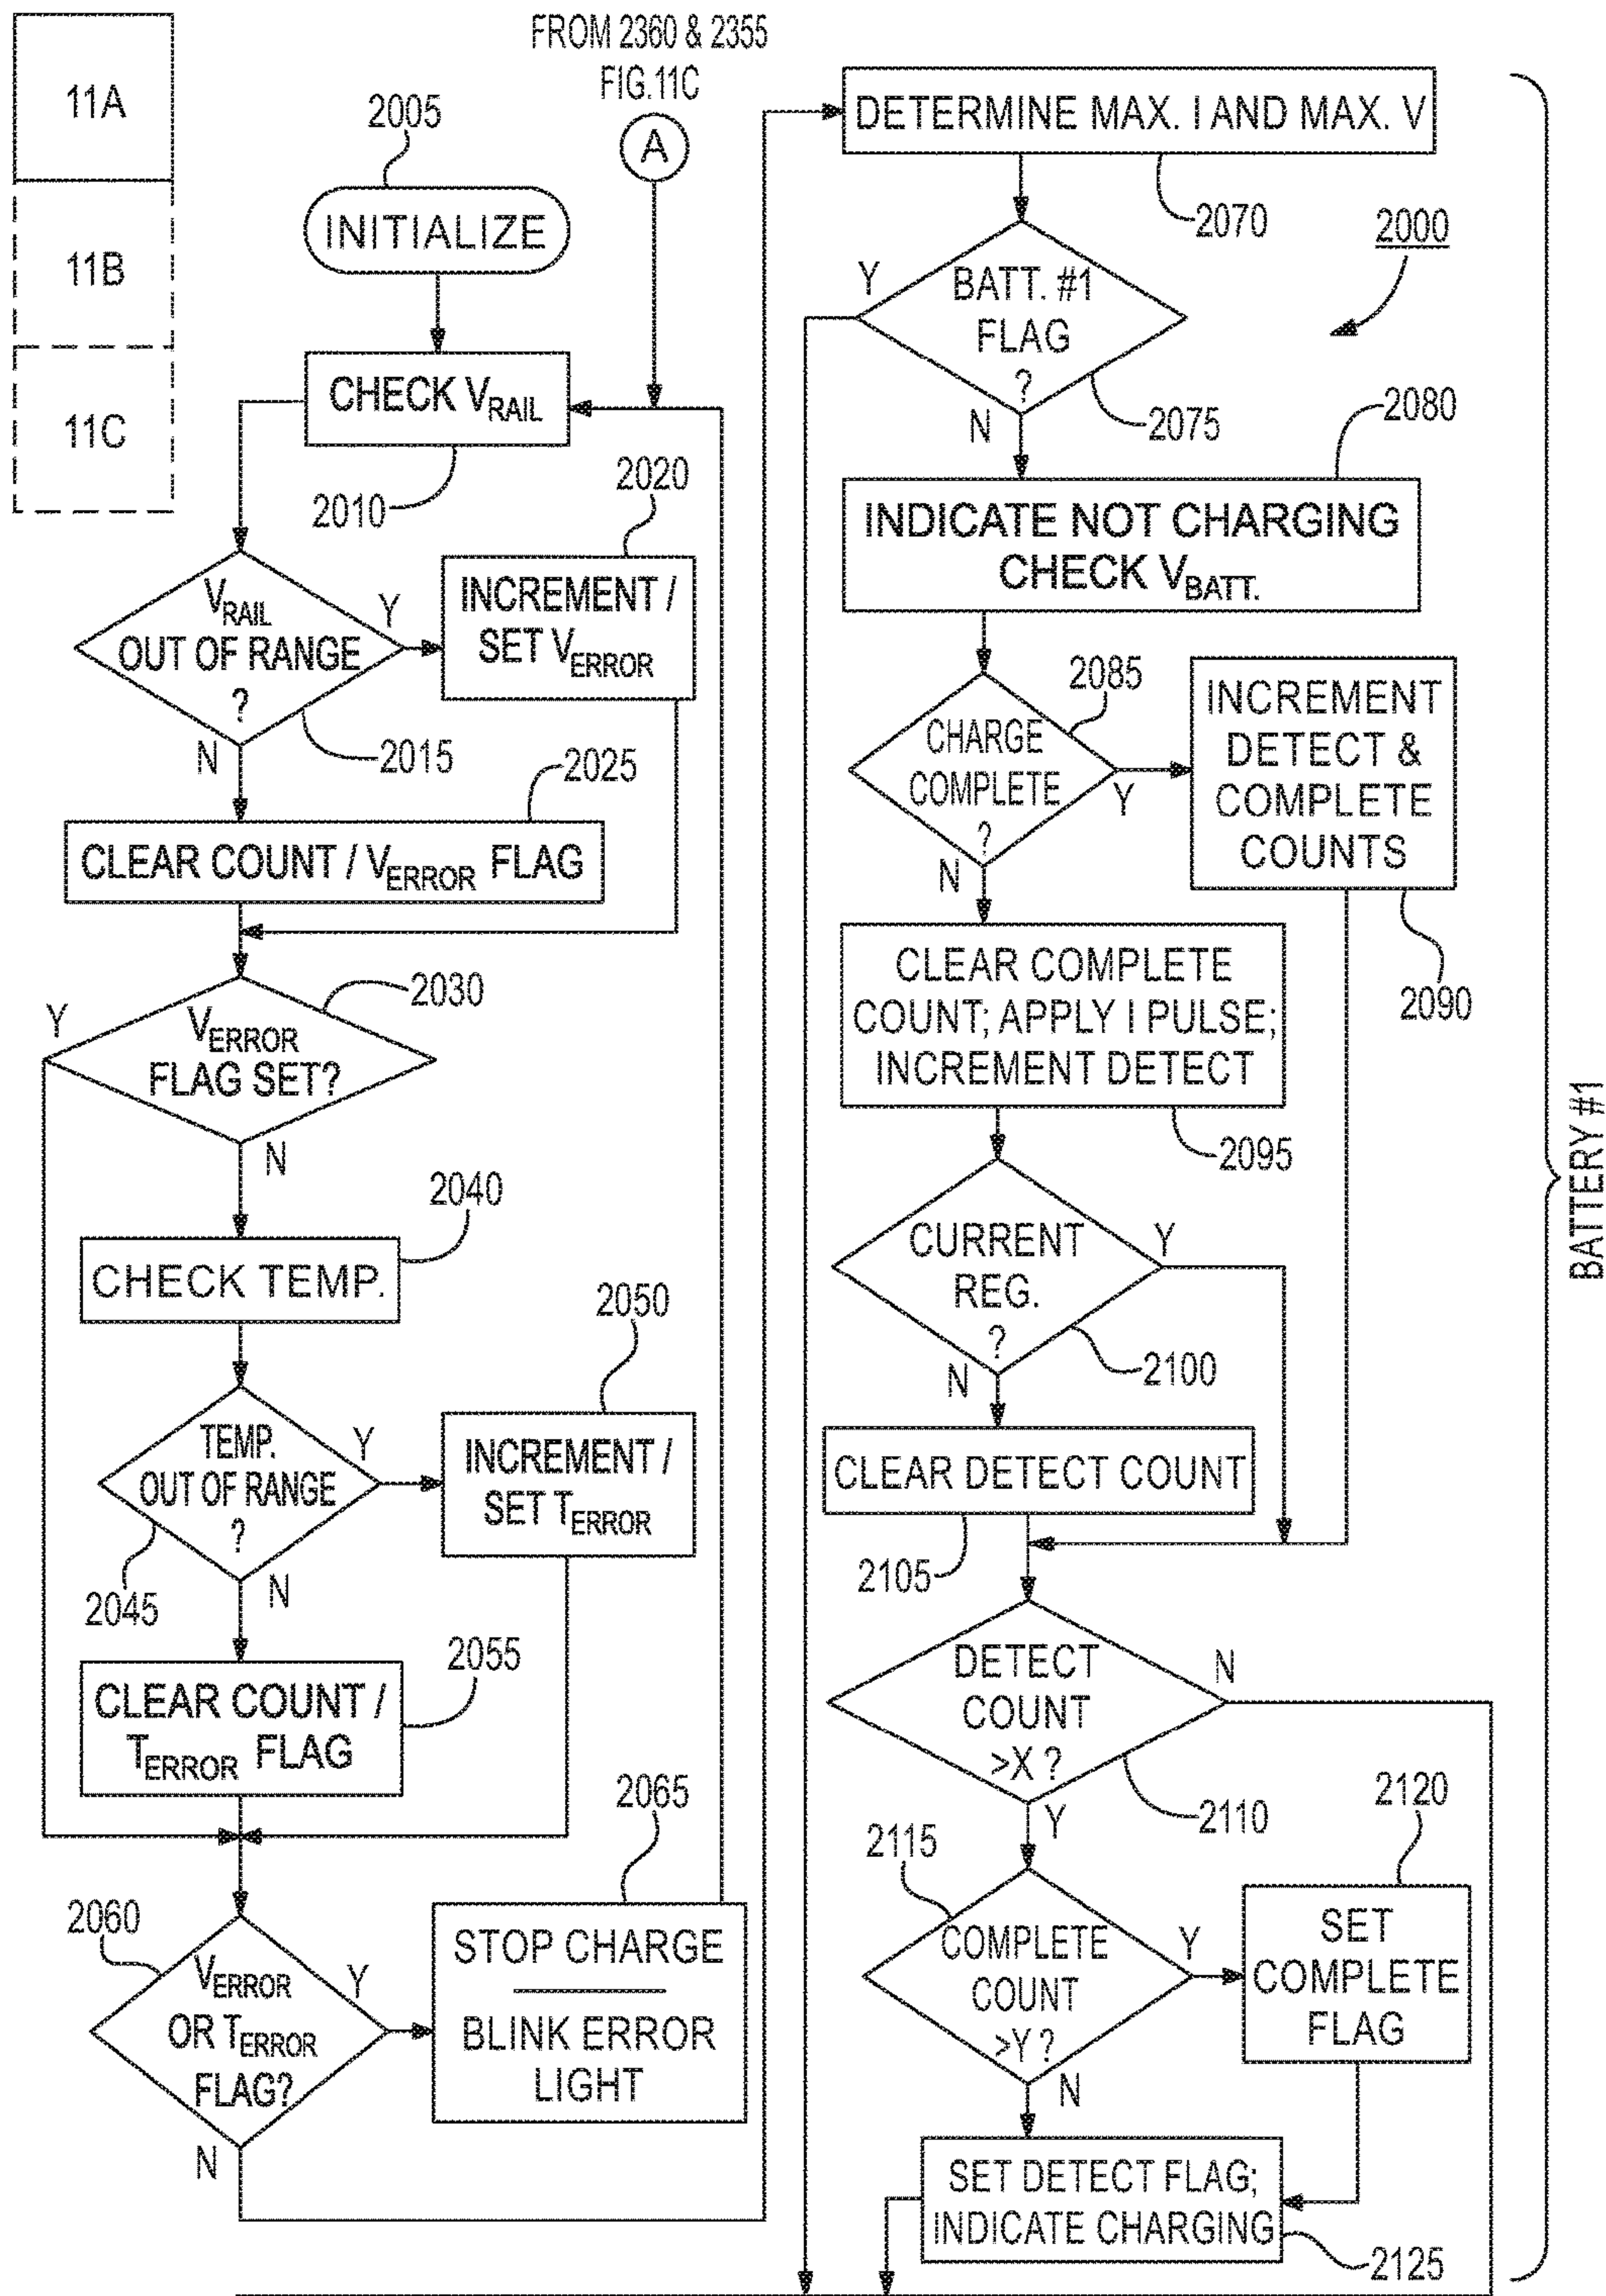 11A
11B
11C
FROM 2360 & 2355
FIG.11C
A
2005
INITIALIZE
CHECK VRAIL
2010
VRAIL
OUT OF RANGE
?
Y
N
2015
2020
INCREMENT /
SET VERROR
2025
CLEAR COUNT / VERROR FLAG
2030
Y
VERROR
FLAG SET?
N
2040
CHECK TEMP.
TEMP.
OUT OF RANGE
?
Y
N
2045
2050
INCREMENT /
SET TERROR
2055
CLEAR COUNT /
TERROR FLAG
2060
VERROR
OR TERROR
FLAG?
Y
N
2065
STOP CHARGE
BLINK ERROR
LIGHT
DETERMINE MAX. I AND MAX. V
2070
2000
Y
BATT. #1
FLAG
?
N
2075
2080
INDICATE NOT CHARGING
CHECK VBATT.
2085
CHARGE
COMPLETE
?
Y
N
INCREMENT
DETECT &
COMPLETE
COUNTS
2090
CLEAR COMPLETE
COUNT; APPLY I PULSE;
INCREMENT DETECT
2095
CURRENT
REG.
?
Y
N
2100
CLEAR DETECT COUNT
2105
DETECT
COUNT
>X ?
N
Y
2110
2115
COMPLETE
COUNT
>Y ?
Y
N
2120
SET
COMPLETE
FLAG
SET DETECT FLAG;
INDICATE CHARGING
2125
BATTERY #1